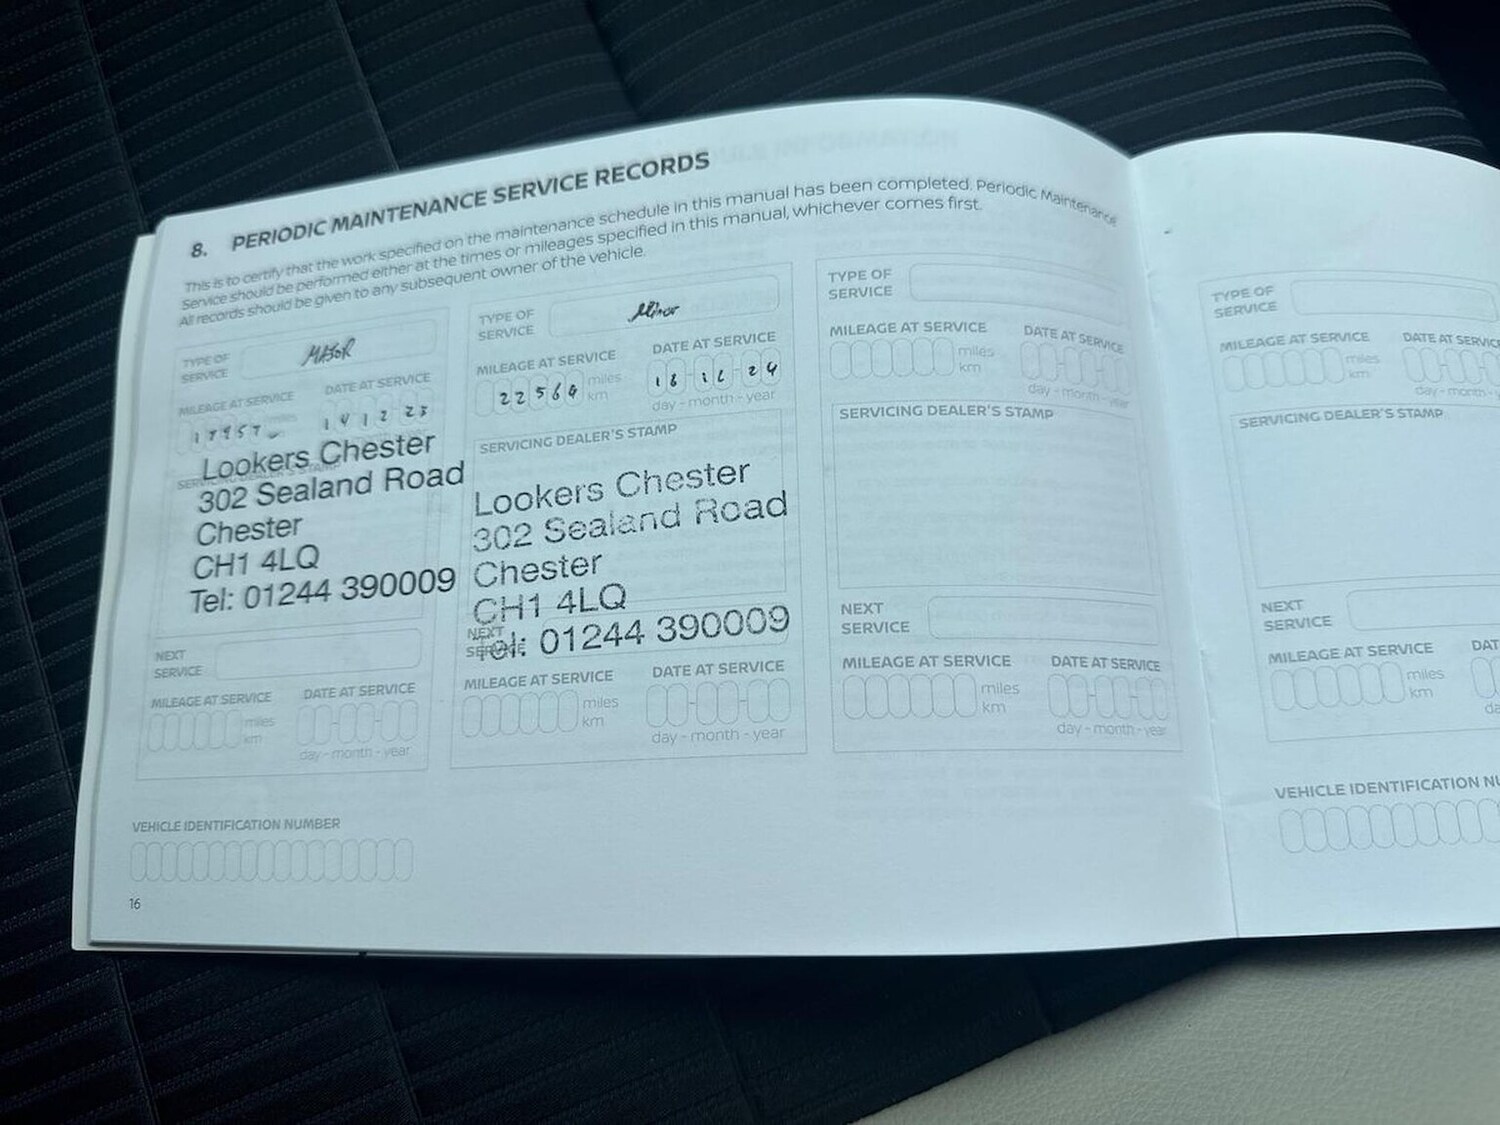 8. PERIODIC MAINTENANCE SERVICE RECORDS
This is to certify that the work specified on the maintenance schedule in this manual has been completed. Periodic Maintenance
Service should be performed either at the times or mileages specified in this manual, whichever comes first.
All records should be given to any subsequent owner of the vehicle.
TYPE OF
SERVICE
MAJOR
MILEAGE AT SERVICE
DATE AT SERVICE
miles
14 12 23
SERVICING DEALER'S STAMP
Lookers Chester
302 Sealand Road
Chester
CH1 4LQ
Tel: 01244 390009
NEXT
SERVICE
MILEAGE AT SERVICE
DATE AT SERVICE
miles
km
day - month - year
TYPE OF
SERVICE
Minor
MILEAGE AT SERVICE
DATE AT SERVICE
22564
miles
km
day - month - year
SERVICING DEALER'S STAMP
Lookers Chester
302 Sealand Road
Chester
CH1 4LQ
Tel: 01244 390009
NEXT
SERVICE
MILEAGE AT SERVICE
DATE AT SERVICE
miles
km
day - month - year
TYPE OF
SERVICE
MILEAGE AT SERVICE
DATE AT SERVICE
miles
km
day - month - year
SERVICING DEALER'S STAMP
NEXT
SERVICE
MILEAGE AT SERVICE
DATE AT SERVICE
miles
km
day - month - year
VEHICLE IDENTIFICATION NUMBER
16
TYPE OF
SERVICE
MILEAGE AT SERVICE
DATE AT SERVIC
miles
km
day - month -
SERVICING DEALER'S STAMP
NEXT
SERVICE
MILEAGE AT SERVICE
DAT
miles
km
da
VEHICLE IDENTIFICATION NU